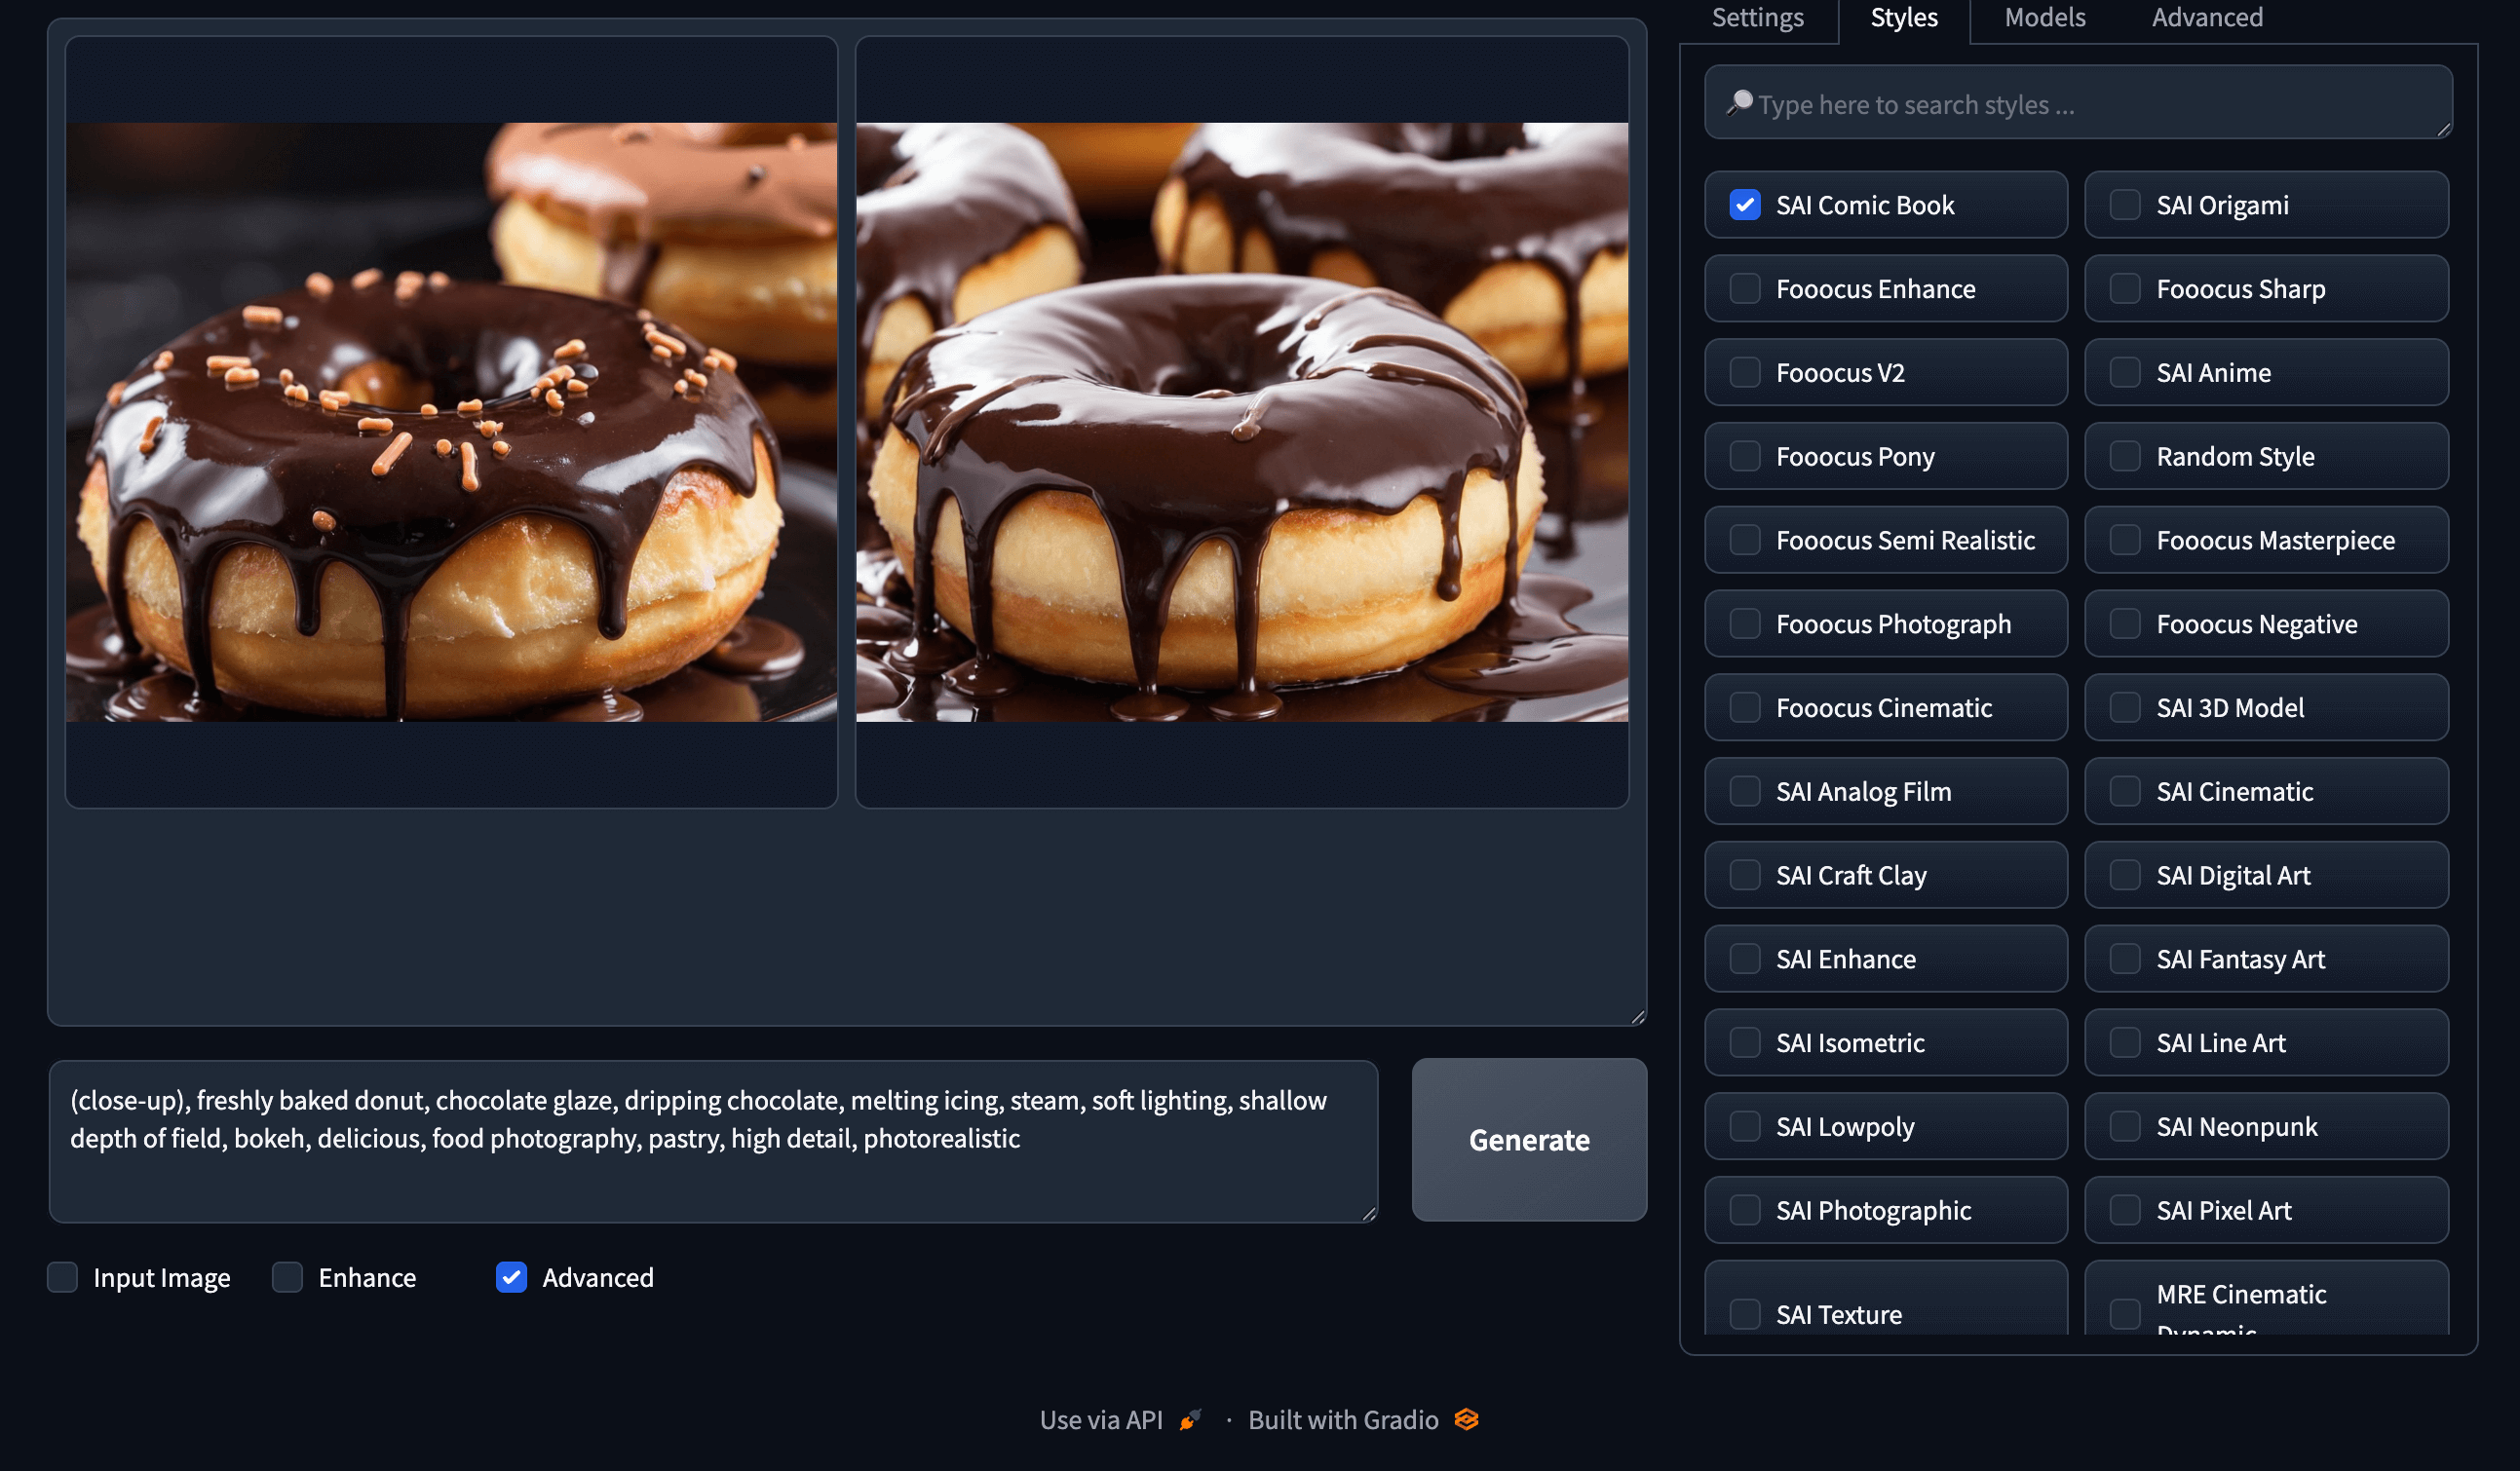 Settings
Styles
Models
Advanced
Type here to search styles ...
SAI Comic Book
SAI Origami
Fooocus Enhance
Fooocus Sharp
Fooocus V2
SAI Anime
Fooocus Pony
Random Style
Fooocus Semi Realistic
Fooocus Masterpiece
Fooocus Photograph
Fooocus Negative
Fooocus Cinematic
SAI 3D Model
SAI Analog Film
SAI Cinematic
SAI Craft Clay
SAI Digital Art
SAI Enhance
SAI Fantasy Art
SAI Isometric
SAI Line Art
SAI Lowpoly
SAI Neonpunk
SAI Photographic
SAI Pixel Art
SAI Texture
MRE Cinematic
Dynamic
(close-up), freshly baked donut, chocolate glaze, dripping chocolate, melting icing, steam, soft lighting, shallow
depth of field, bokeh, delicious, food photography, pastry, high detail, photorealistic
Generate
Input Image
Enhance
Advanced
Use via API
· Built with Gradio